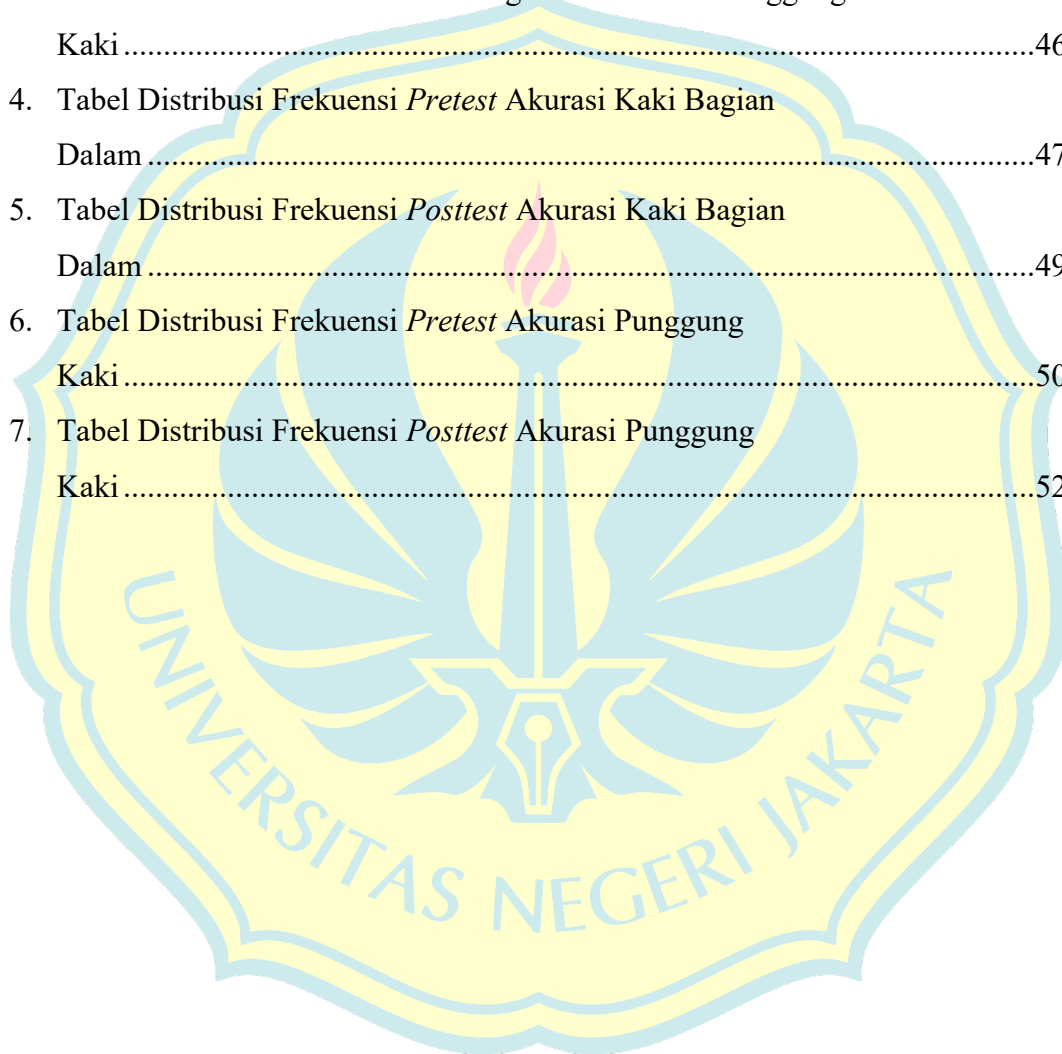 Kaki....................................................................................................................46
4. Tabel Distribusi Frekuensi Pretest Akurasi Kaki Bagian
Dalam.................................................................................................................47
5. Tabel Distribusi Frekuensi Posttest Akurasi Kaki Bagian
Dalam.................................................................................................................49
6. Tabel Distribusi Frekuensi Pretest Akurasi Punggung
Kaki....................................................................................................................50
7. Tabel Distribusi Frekuensi Posttest Akurasi Punggung
Kaki....................................................................................................................52
UNIVERSITAS NEGERI JAKARTA